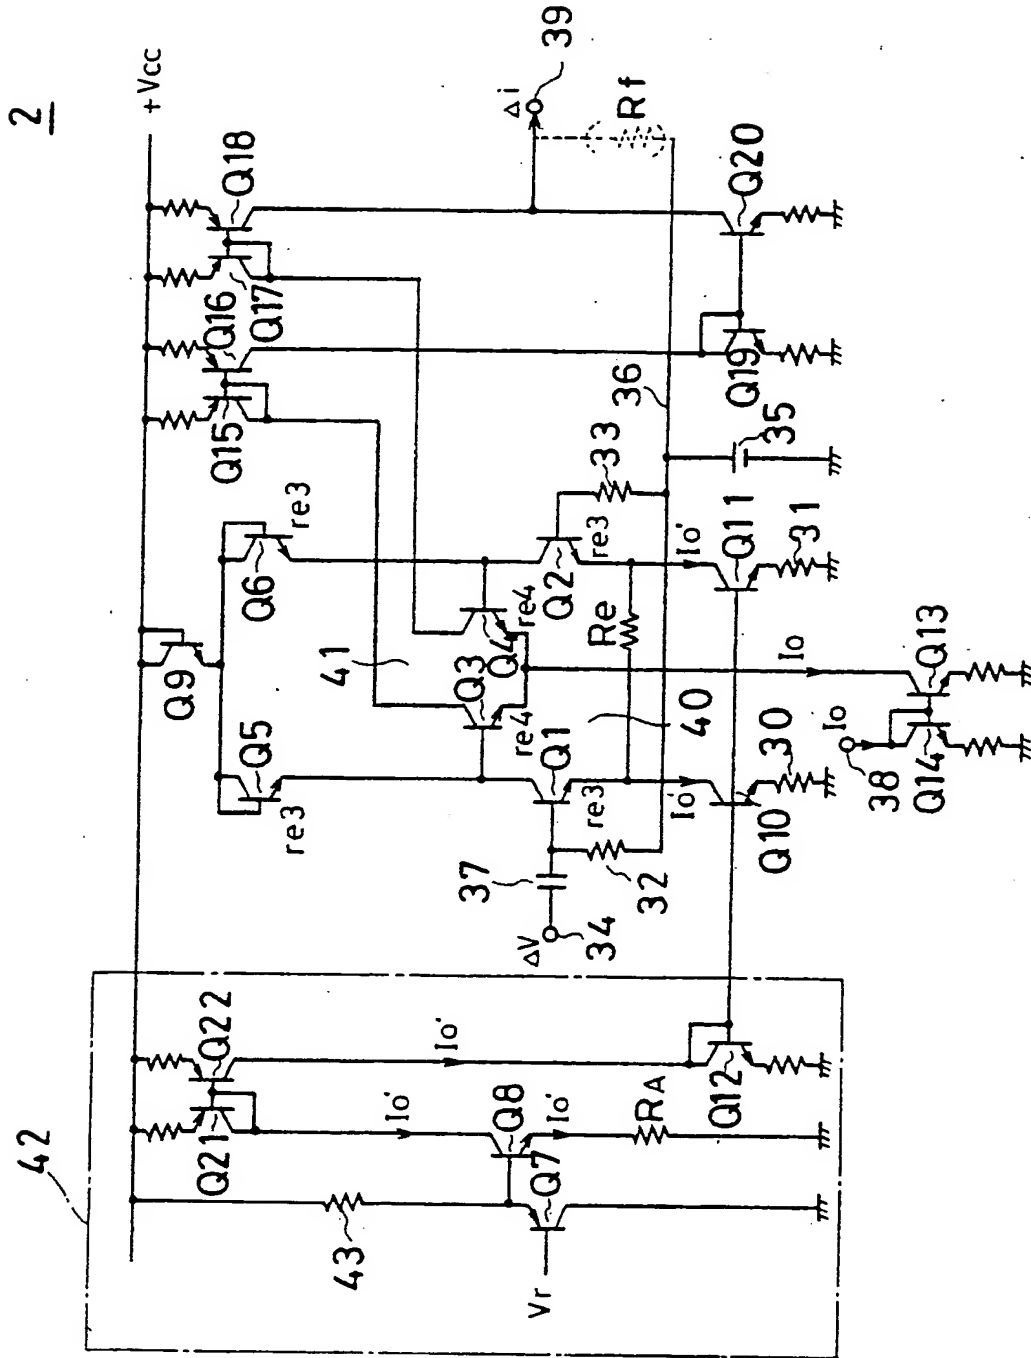 2
+Vcc
42
Q21
Q22
Io'
Io'
43
Q8
Io'
Q7
RA
Vr
Q12
Q9
Q5
re3
Q6
re3
41
Q3
re4
Q4
re4
37
ΔV
34
Q1
re3
32
Re
Q2
re3
33
36
35
40
Io'
Io'
Q10
30
Q11
31
Io
38
Io
Q14
Q13
Q15
Q16
Q17
Q18
Δi
39
Rf
Q19
Q20